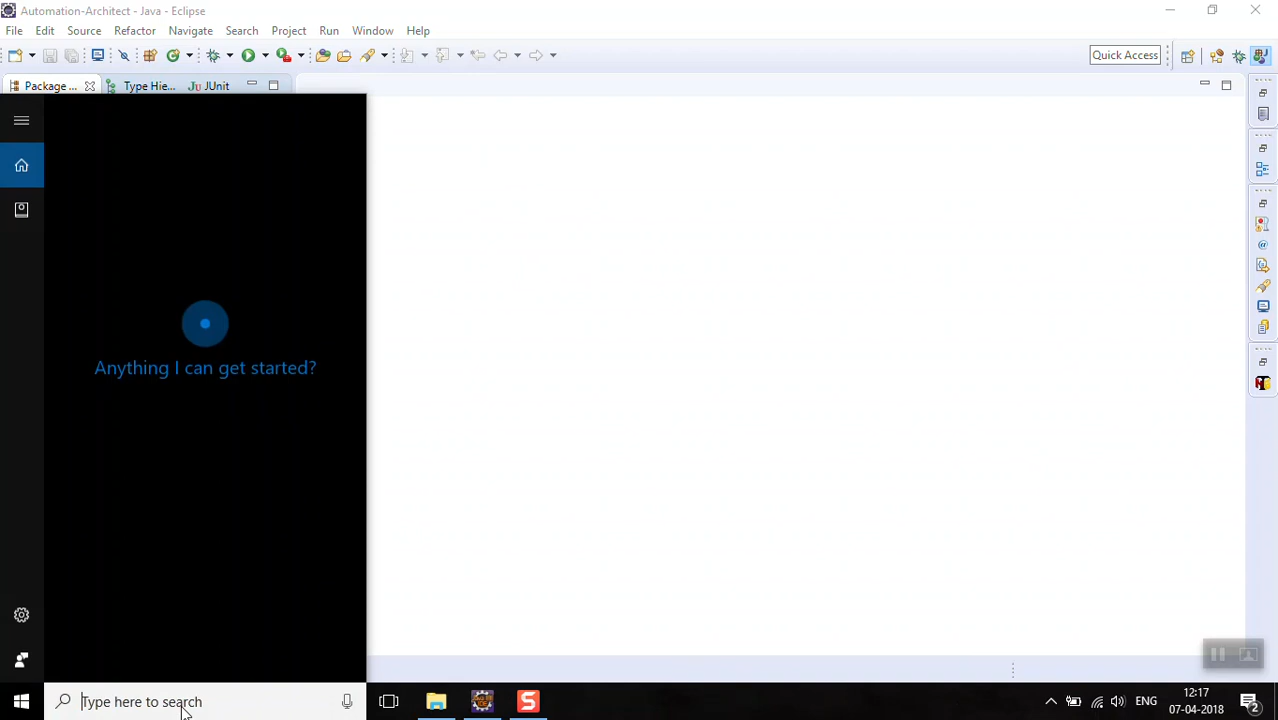 Automation-Architect - Java - Eclipse
File Edit Source Refactor Navigate Search Project Run Window Help
Quick Access
Package ... Type Hie... JUnit
Anything I can get started?
Type here to search
ENG
12:17
07-04-2018
2